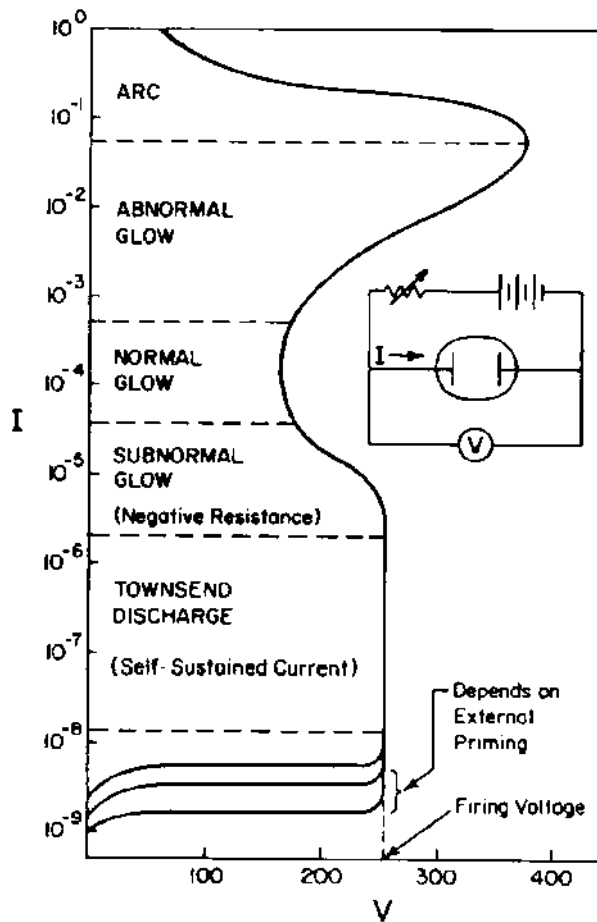 10⁰
ARC
10⁻¹
10⁻²
ABNORMAL
GLOW
10⁻³
NORMAL
GLOW
10⁻⁴
I
I
V
SUBNORMAL
GLOW
10⁻⁵
(Negative Resistance)
10⁻⁶
TOWNSEND
DISCHARGE
10⁻⁷
(Self-Sustained Current)
10⁻⁸
Depends on
External
Priming
10⁻⁹
Firing Voltage
100 200 300 400
V